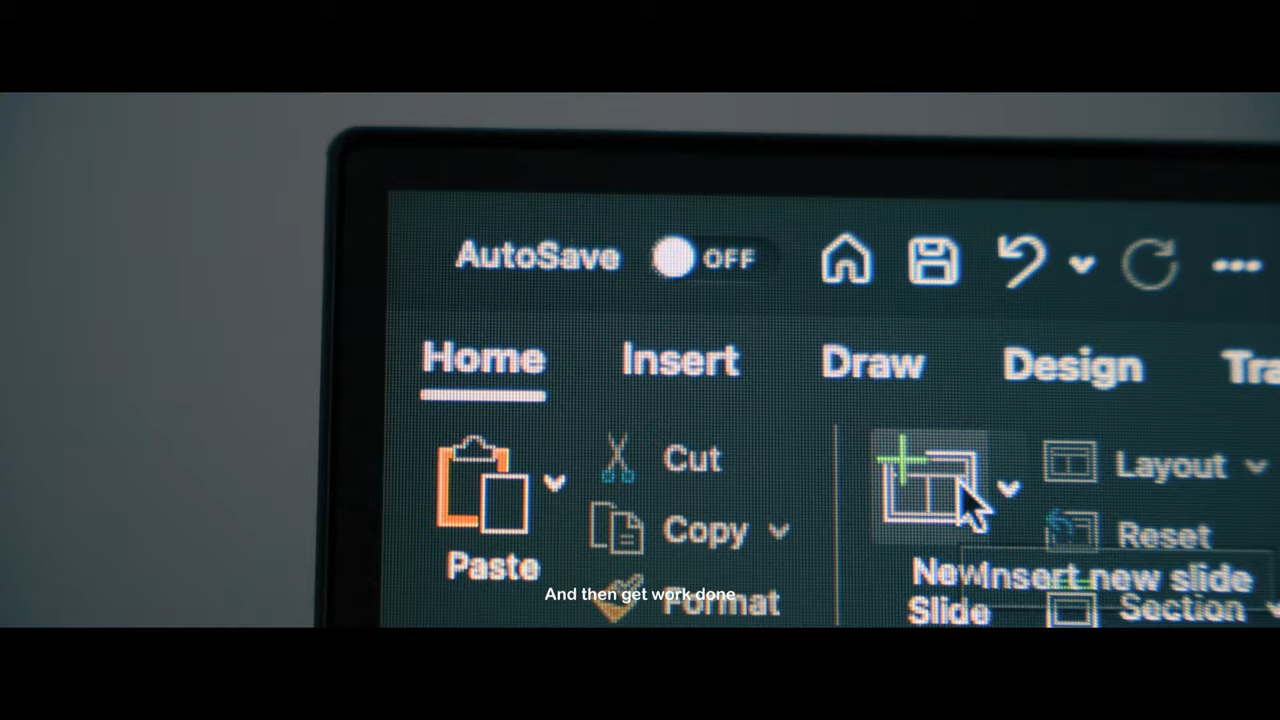 AutoSave OFF
Home Insert Draw Design Tra
Cut
Layout
Copy
Reset
Paste
New
Insert new slide
Slide
Format
Section
And then get work done